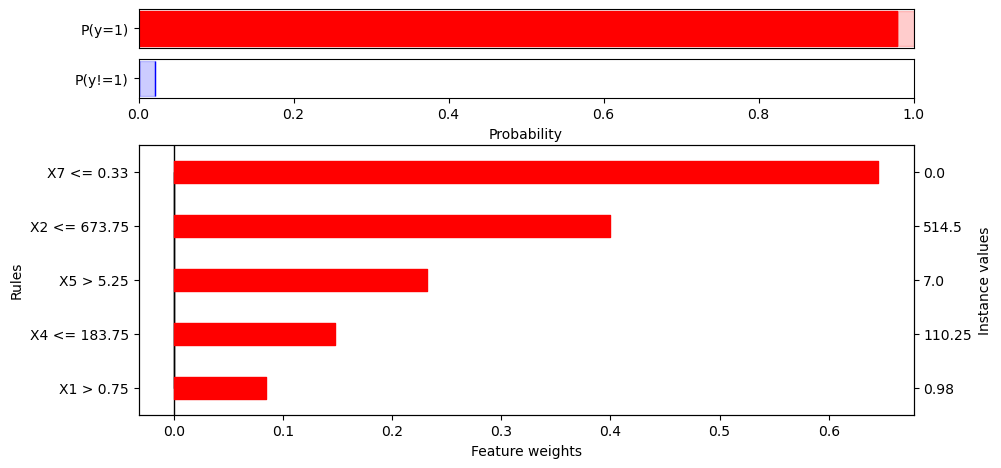 P(y=1)
P(y!=1)
0.0 0.2 0.4 0.6 0.8 1.0
Probability
X7 <= 0.33 0.0
X2 <= 673.75 514.5
X5 > 5.25 7.0
X4 <= 183.75 110.25
X1 > 0.75 0.98
Rules
Instance values
0.0 0.1 0.2 0.3 0.4 0.5 0.6
Feature weights